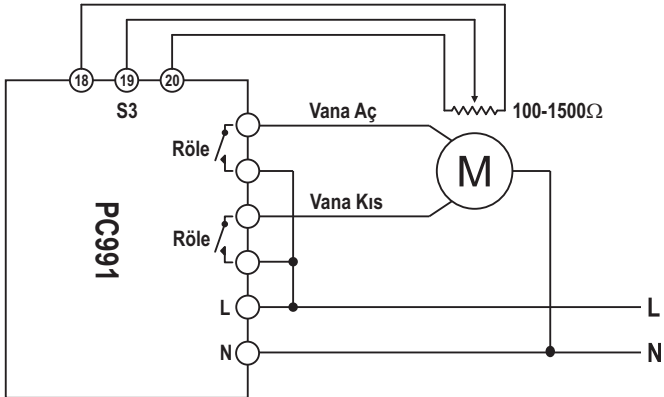 18 19 20
S3
100-1500Ω
Vana Aç
Röle
M
Vana Kıs
Röle
PC991
L
L
N
N